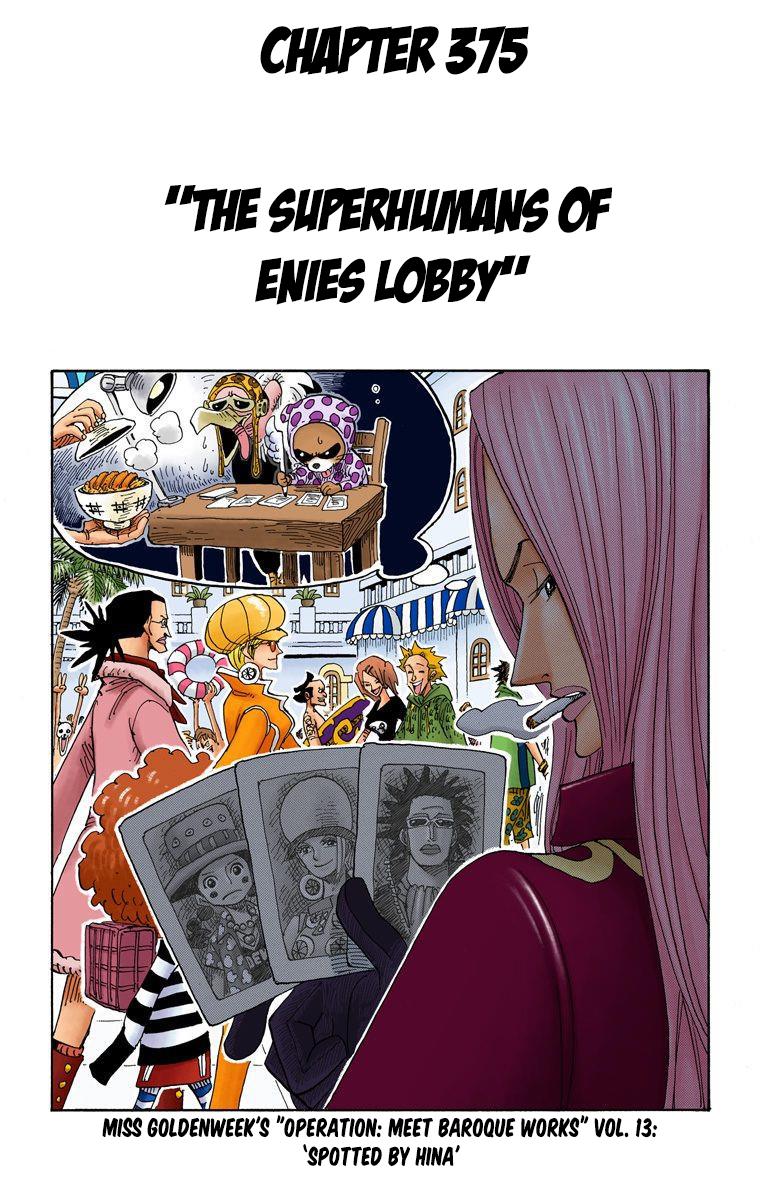 CHAPTER 375
"THE SUPERHUMANS OF
ENIES LOBBY"
MISS GOLDENWEEK'S "OPERATION: MEET BAROQUE WORKS" VOL. 13:
'SPOTTED BY HINA'